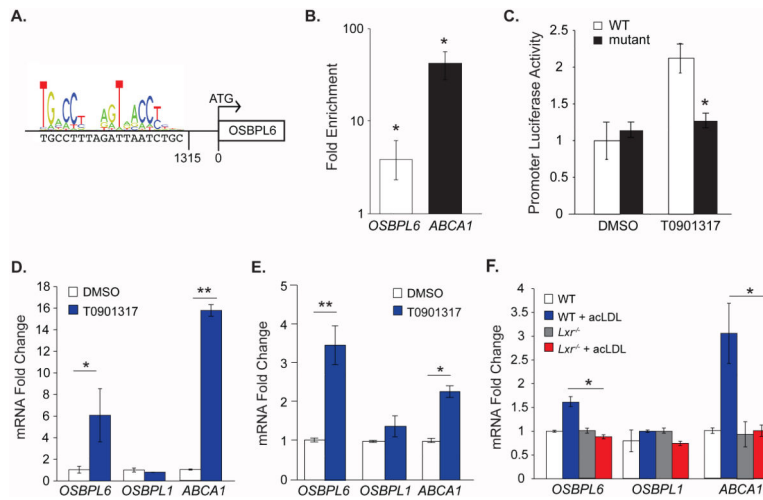 A.
ATG
OSBPL6
TGCCTTTAGATTAATCTGC
1315
0
B.
Fold Enrichment
100
10
1
*
*
OSBPL6 ABCA1
C.
WT
mutant
Promoter Luciferase Activity
2.5
2
1.5
1
0.5
0
*
DMSO T0901317
D.
DMSO
T0901317
mRNA Fold Change
18
16
14
12
10
8
6
4
2
0
*
**
OSBPL6 OSBPL1 ABCA1
E.
DMSO
T0901317
mRNA Fold Change
5
4
3
2
1
0
**
*
OSBPL6 OSBPL1 ABCA1
F.
WT
WT + acLDL
Lxr-/-
Lxr-/- + acLDL
mRNA Fold Change
4
3.5
3
2.5
2
1.5
1
0.5
0
*
*
OSBPL6 OSBPL1 ABCA1